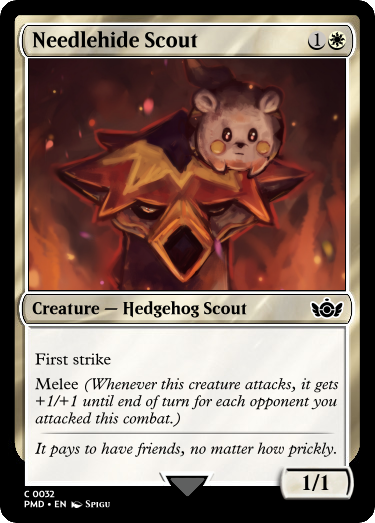 Needlehide Scout 1
Creature — Hedgehog Scout
First strike
Melee (Whenever this creature attacks, it gets
+1/+1 until end of turn for each opponent you
attacked this combat.)
It pays to have friends, no matter how prickly.
1/1
C 0032
PMD • EN Spigu